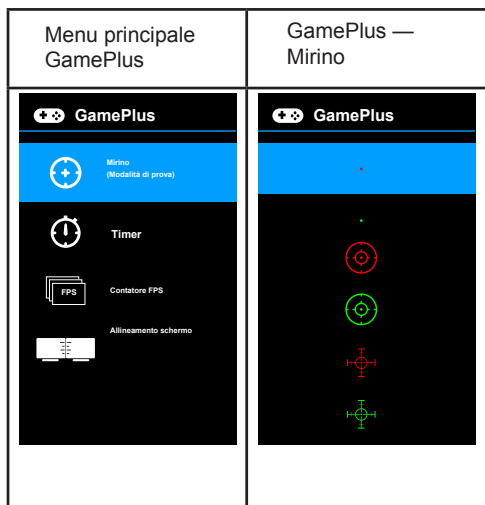 Menu principale
GamePlus
GamePlus —
Mirino
GamePlus
Mirino
(Modalità di prova)
Timer
FPS
Contatore FPS
Allineamento schermo
GamePlus